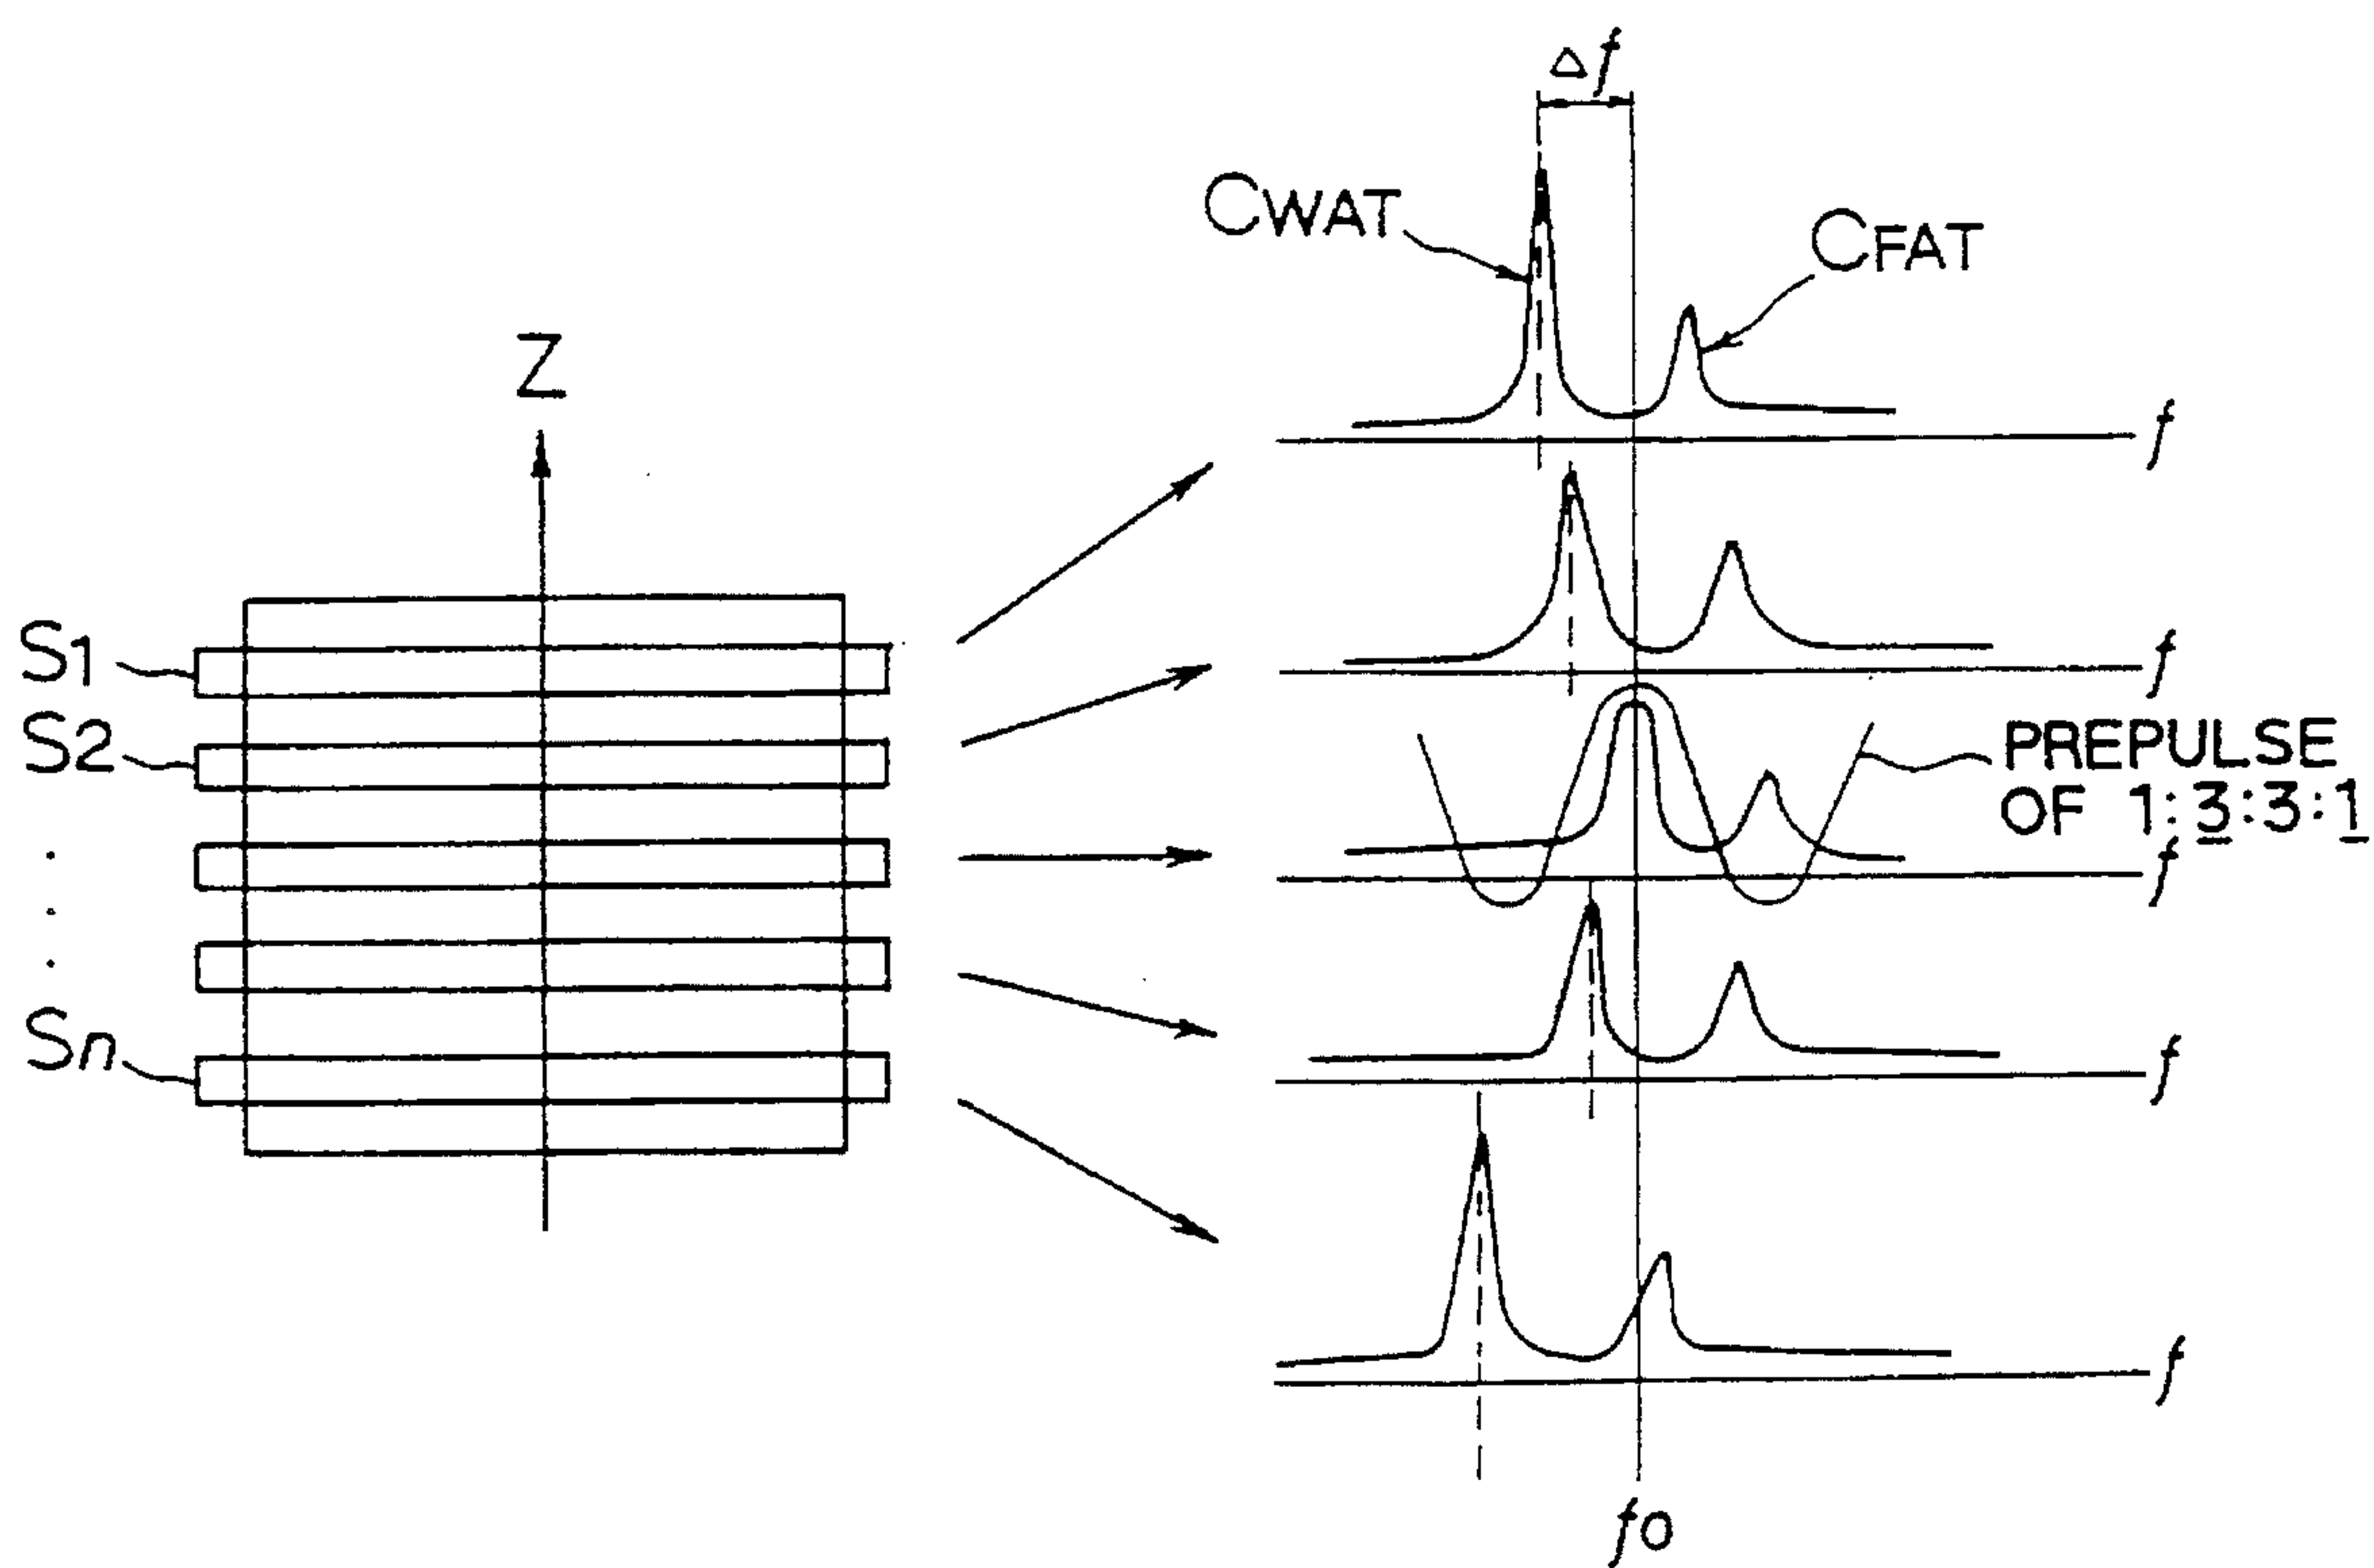 Δf
CWAT
CFAT
f
Z
S1
f
S2
PREPULSE
OF 1:3̲:3:1̲
f
Sn
f
f
fo